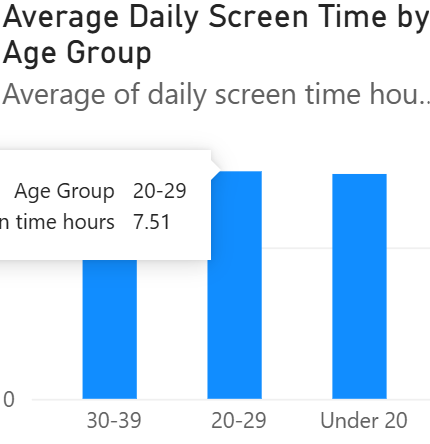 Average Daily Screen Time by
Age Group
Average of daily screen time hou..
Age Group 20-29
n time hours 7.51
0
30-39 20-29 Under 20